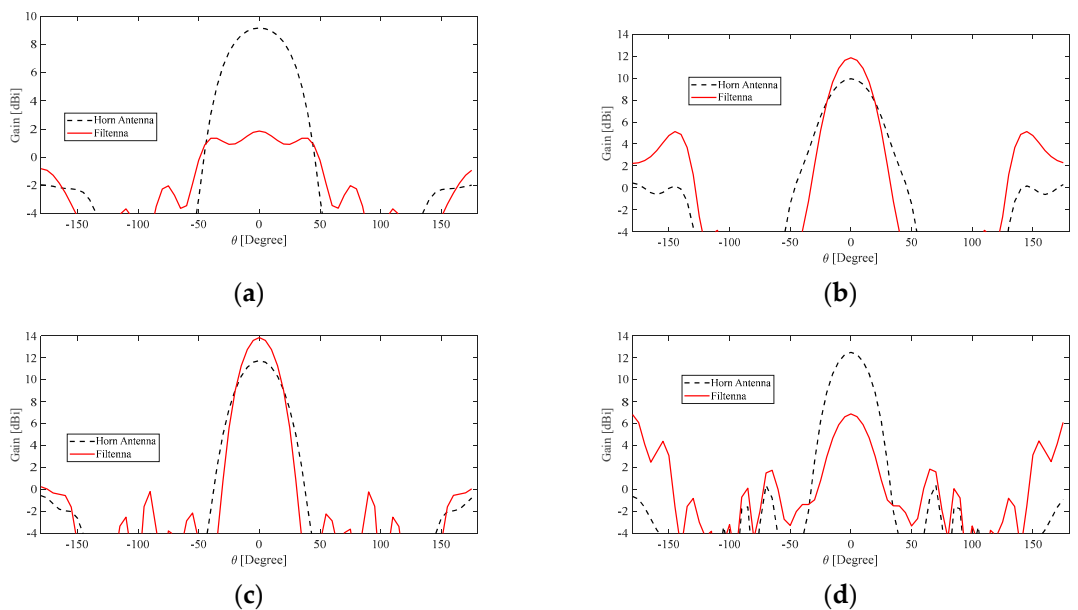 10
8
6
4
2
0
-2
-4
Gain [dBi]
Horn Antenna
Filtenna
-150 -100 -50 0 50 100 150
θ [Degree]
(a)
14
12
10
8
6
4
2
0
-2
-4
Gain [dBi]
Horn Antenna
Filtenna
-150 -100 -50 0 50 100 150
θ [Degree]
(b)
14
12
10
8
6
4
2
0
-2
-4
Gain [dBi]
Horn Antenna
Filtenna
-150 -100 -50 0 50 100 150
θ [Degree]
(c)
14
12
10
8
6
4
2
0
-2
-4
Gain [dBi]
Horn Antenna
Filtenna
-150 -100 -50 0 50 100 150
θ [Degree]
(d)